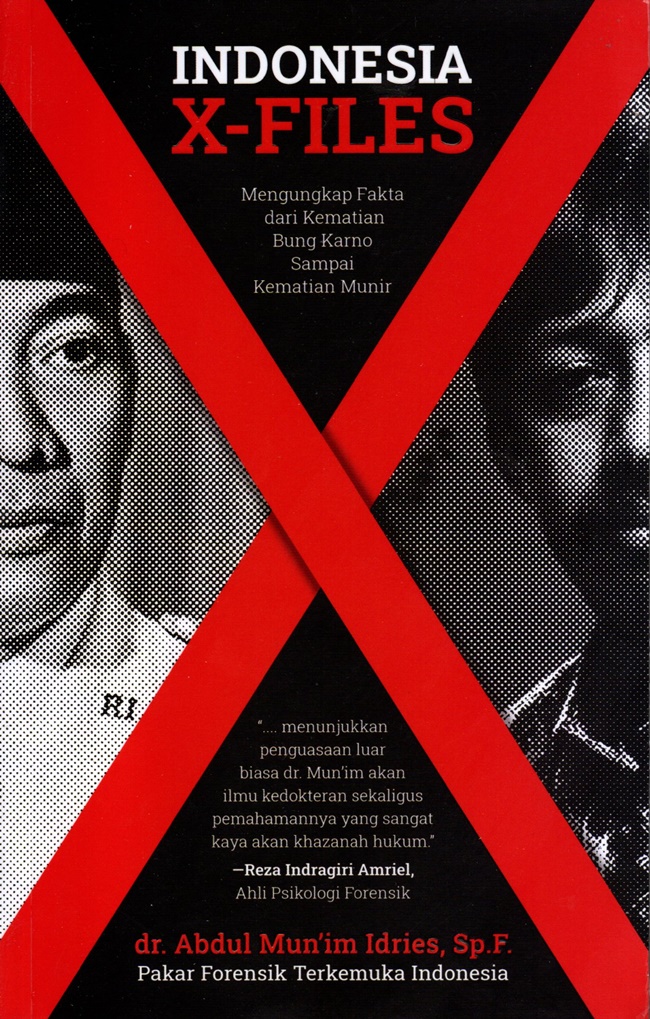 INDONESIA
X-FILES
Mengungkap Fakta
dari Kematian
Bung Karno
Sampai
Kematian Munir
RI
“.... menunjukkan
penguasaan luar
biasa dr. Mun’im akan
ilmu kedokteran sekaligus
pemahamannya yang sangat
kaya akan khazanah hukum.”
—Reza Indragiri Amriel,
Ahli Psikologi Forensik
dr. Abdul Mun’im Idries, Sp.F.
Pakar Forensik Terkemuka Indonesia